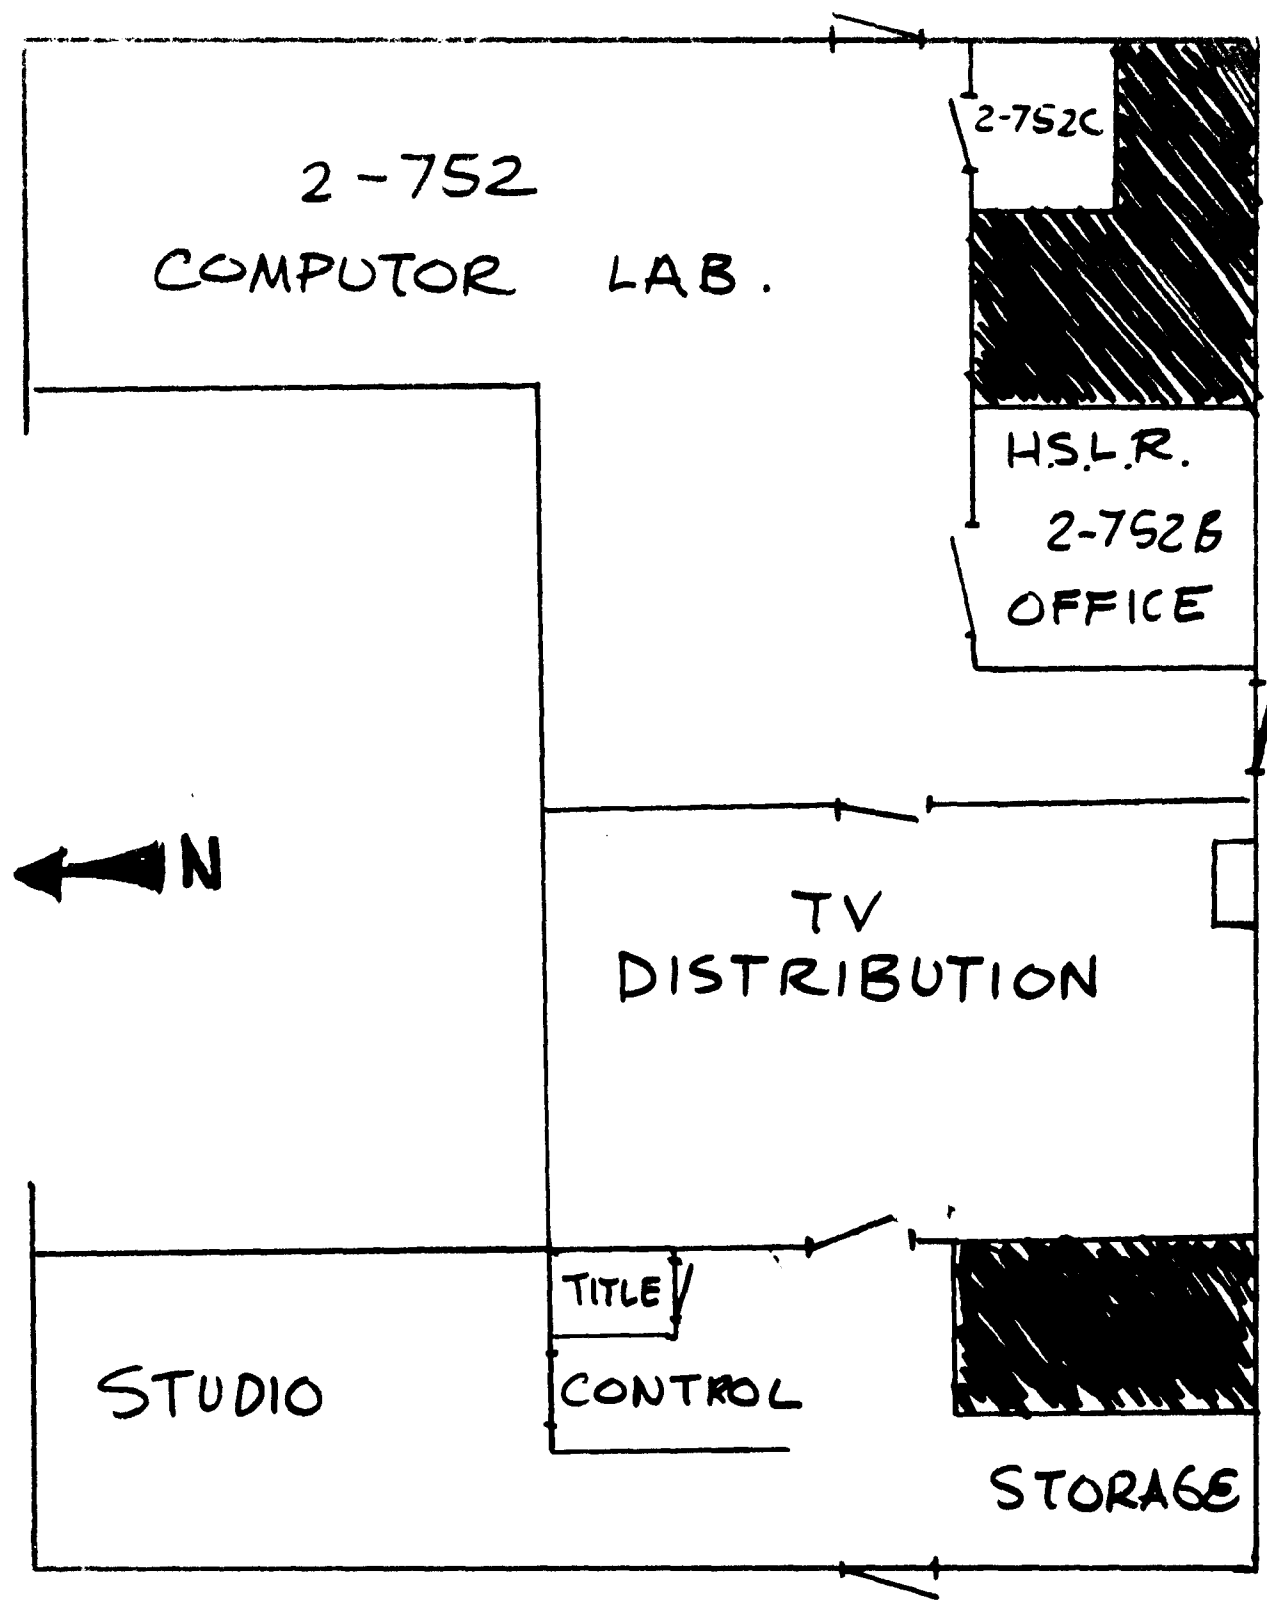 2-752C
2-752
COMPUTOR LAB.
H.S.L.R.
2-752B
OFFICE
N
TV
DISTRIBUTION
TITLE
STUDIO
CONTROL
STORAGE